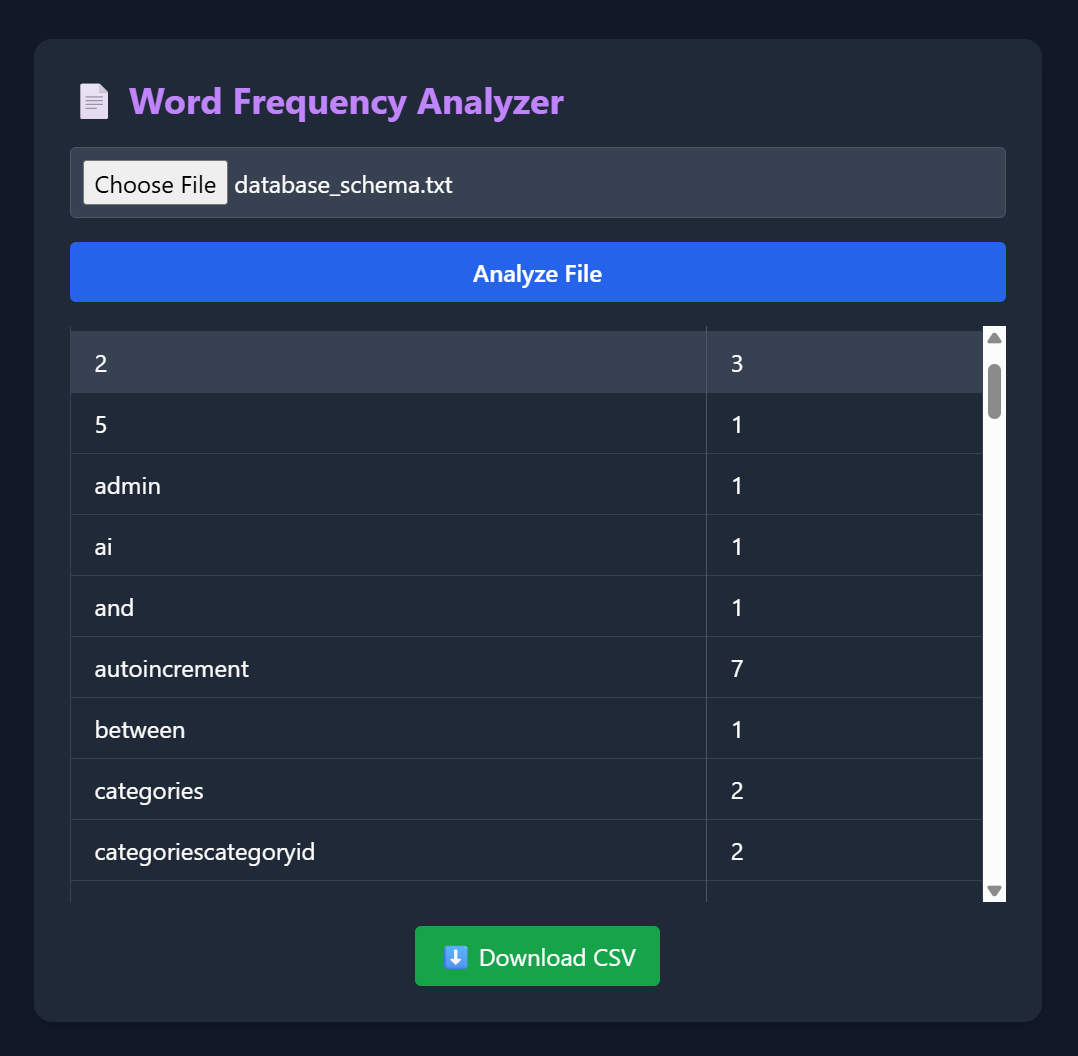 Word Frequency Analyzer
Choose File database_schema.txt
Analyze File
2 3
5 1
admin 1
ai 1
and 1
autoincrement 7
between 1
categories 2
categoriescategoryid 2
Download CSV